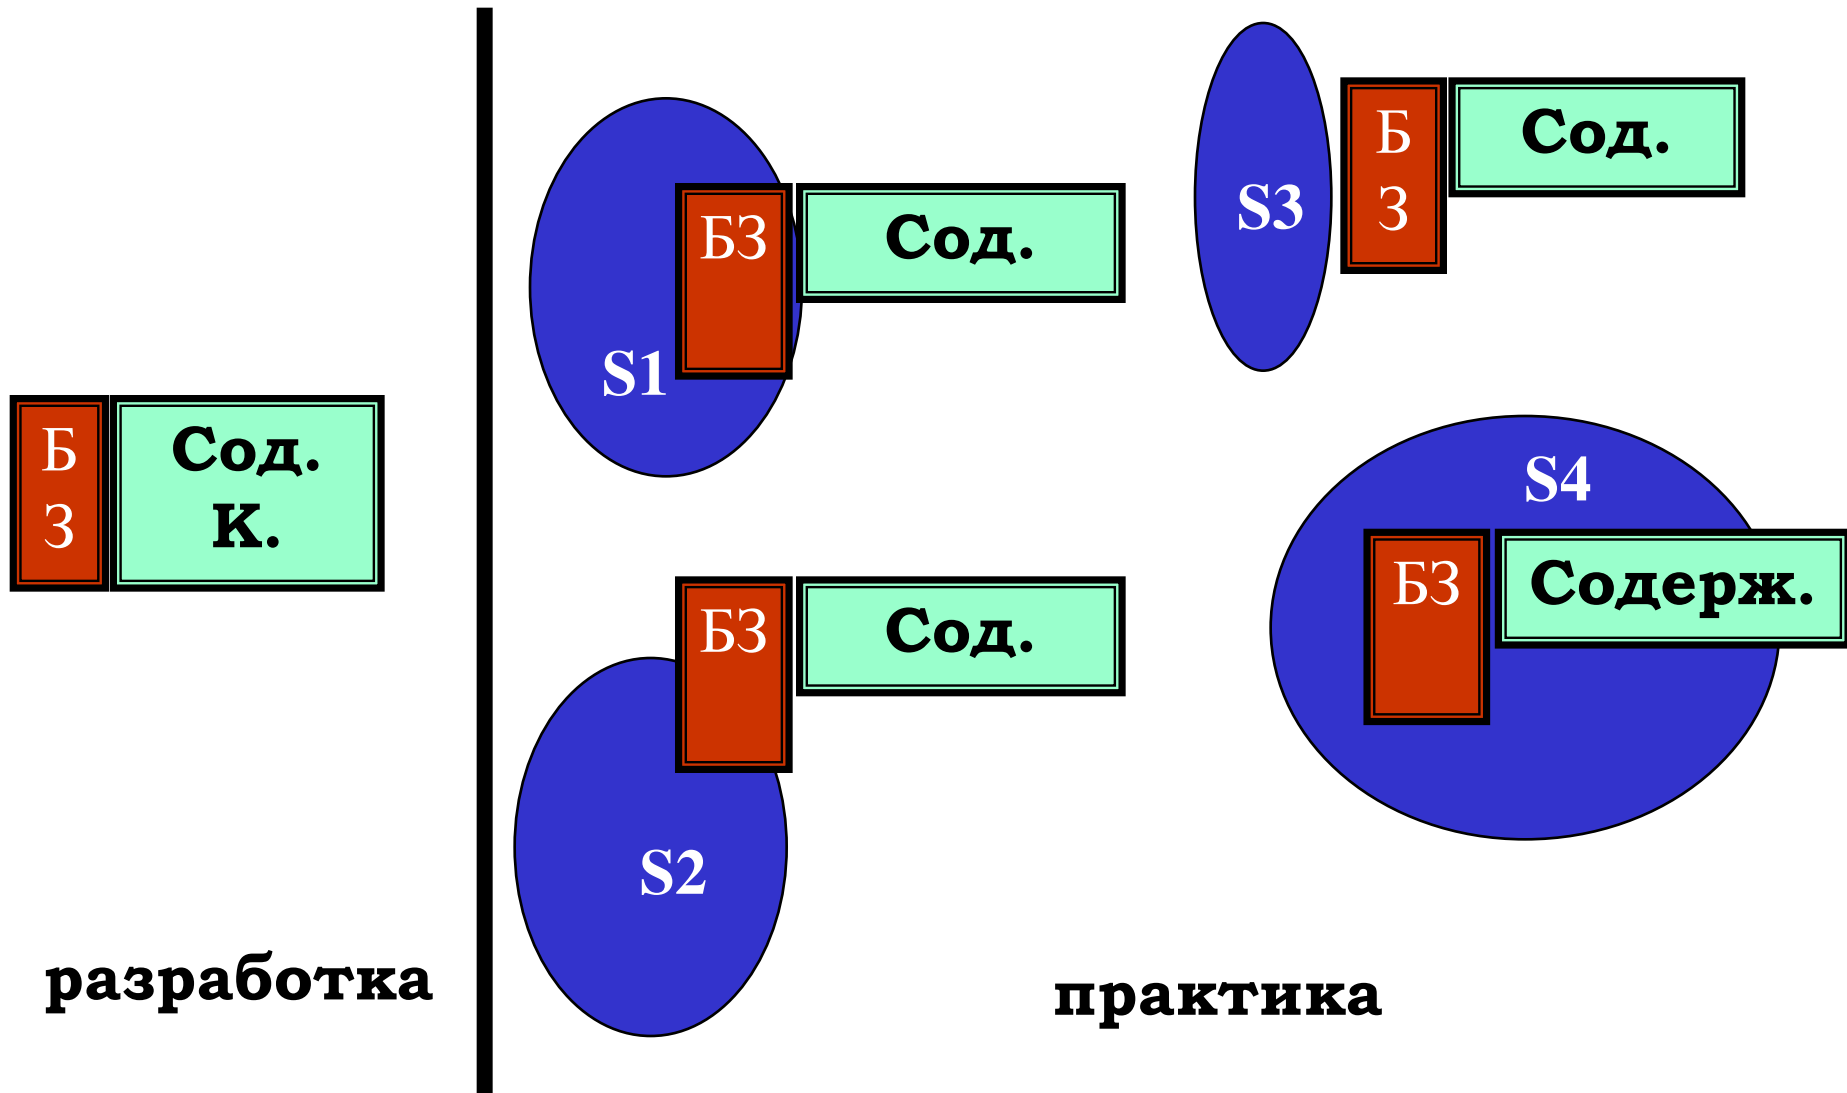 Б
З
Сод.
К.
разработка
БЗ
Сод.
S1
БЗ
Сод.
S2
S3
Б
З
Сод.
S4
БЗ
Содерж.
практика